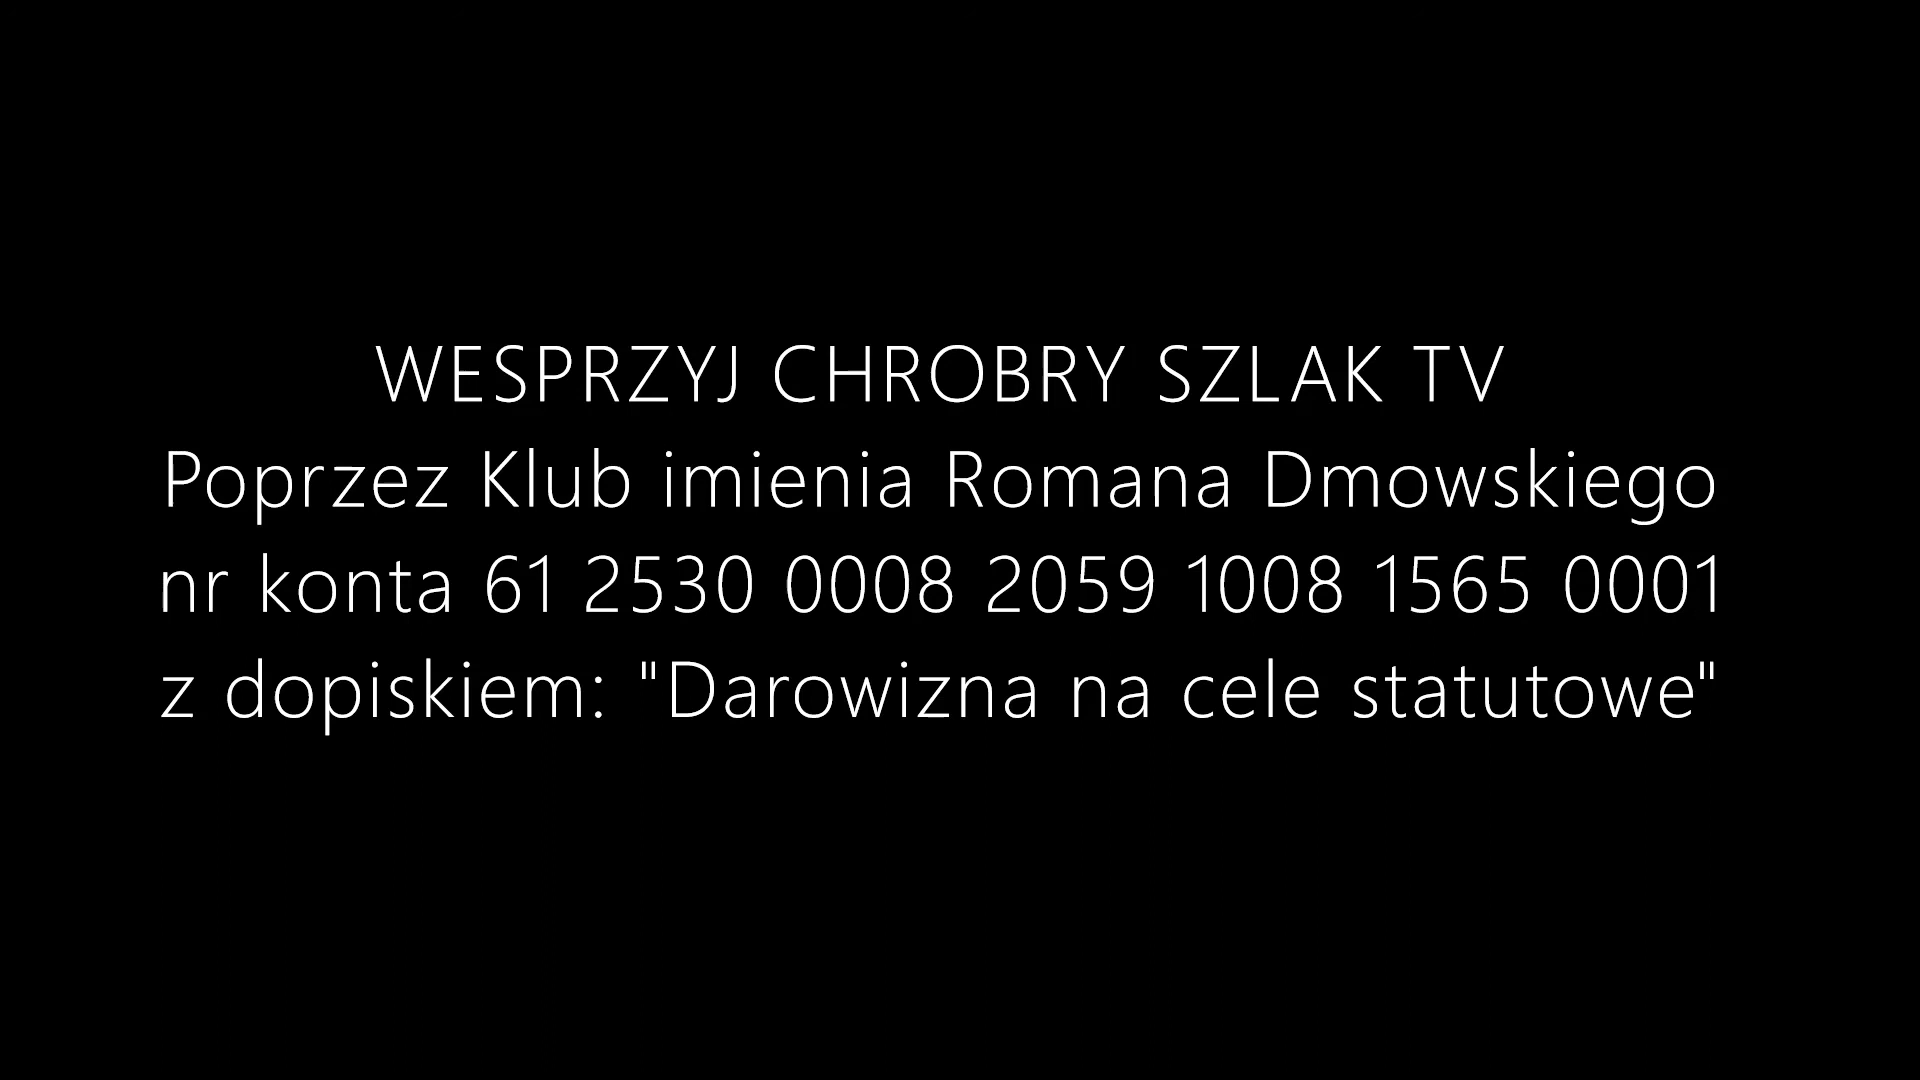 WESPRZYJ CHROBRY SZLAK TV
Poprzez Klub imienia Romana Dmowskiego
nr konta 61 2530 0008 2059 1008 1565 0001
z dopiskiem: "Darowizna na cele statutowe"